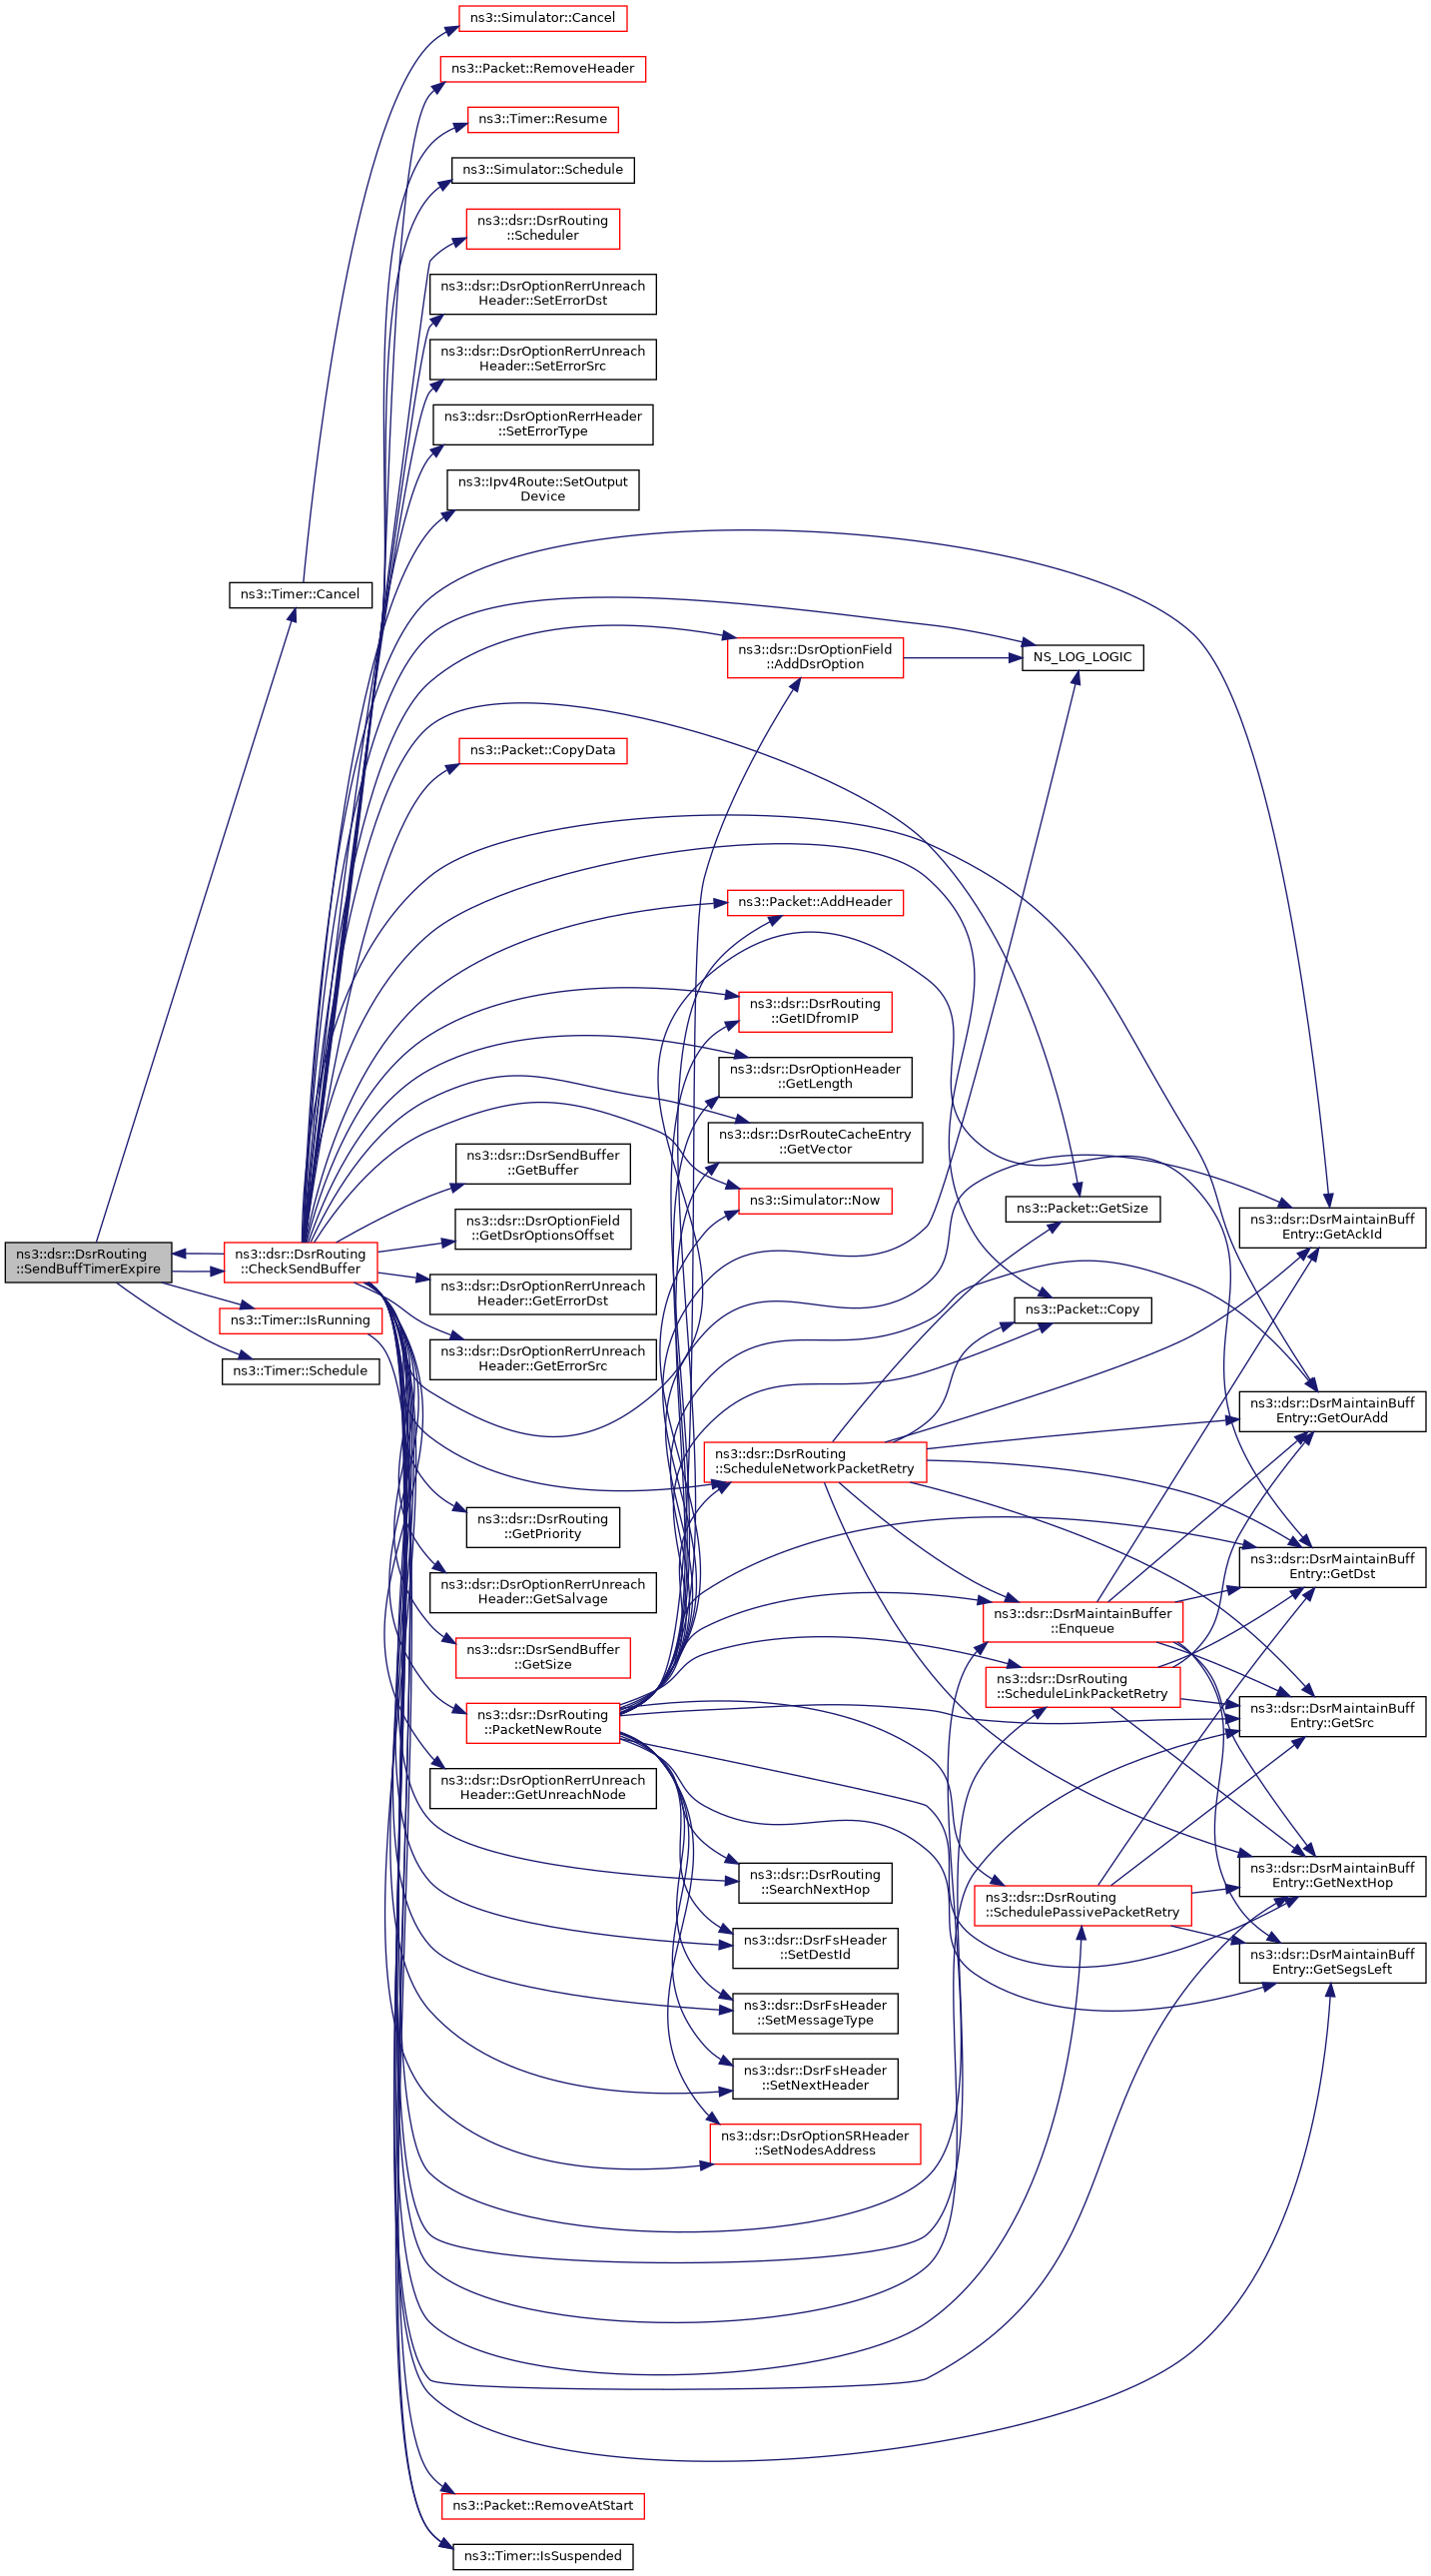 ns3::Simulator::Cancel
ns3::Packet::RemoveHeader
ns3::Timer::Resume
ns3::Simulator::Schedule
ns3::dsr::DsrRouting
::Scheduler
ns3::dsr::DsrOptionRerrUnreach
Header::SetErrorDst
ns3::dsr::DsrOptionRerrUnreach
Header::SetErrorSrc
ns3::dsr::DsrOptionRerrHeader
::SetErrorType
ns3::Ipv4Route::SetOutput
Device
ns3::Timer::Cancel
ns3::dsr::DsrOptionField
::AddDsrOption
NS_LOG_LOGIC
ns3::Packet::CopyData
ns3::Packet::AddHeader
ns3::dsr::DsrRouting
::GetIDfromIP
ns3::dsr::DsrOptionHeader
::GetLength
ns3::dsr::DsrRouteCacheEntry
::GetVector
ns3::dsr::DsrSendBuffer
::GetBuffer
ns3::Simulator::Now
ns3::Packet::GetSize
ns3::dsr::DsrMaintainBuff
Entry::GetAckId
ns3::dsr::DsrOptionField
::GetDsrOptionsOffset
ns3::dsr::DsrRouting
::SendBuffTimerExpire
ns3::dsr::DsrRouting
::CheckSendBuffer
ns3::dsr::DsrOptionRerrUnreach
Header::GetErrorDst
ns3::Packet::Copy
ns3::Timer::IsRunning
ns3::dsr::DsrOptionRerrUnreach
Header::GetErrorSrc
ns3::Timer::Schedule
ns3::dsr::DsrMaintainBuff
Entry::GetOurAdd
ns3::dsr::DsrRouting
::ScheduleNetworkPacketRetry
ns3::dsr::DsrRouting
::GetPriority
ns3::dsr::DsrMaintainBuff
Entry::GetDst
ns3::dsr::DsrOptionRerrUnreach
Header::GetSalvage
ns3::dsr::DsrMaintainBuffer
::Enqueue
ns3::dsr::DsrSendBuffer
::GetSize
ns3::dsr::DsrRouting
::ScheduleLinkPacketRetry
ns3::dsr::DsrRouting
::PacketNewRoute
ns3::dsr::DsrMaintainBuff
Entry::GetSrc
ns3::dsr::DsrOptionRerrUnreach
Header::GetUnreachNode
ns3::dsr::DsrRouting
::SearchNextHop
ns3::dsr::DsrRouting
::SchedulePassivePacketRetry
ns3::dsr::DsrMaintainBuff
Entry::GetNextHop
ns3::dsr::DsrFsHeader
::SetDestId
ns3::dsr::DsrMaintainBuff
Entry::GetSegsLeft
ns3::dsr::DsrFsHeader
::SetMessageType
ns3::dsr::DsrFsHeader
::SetNextHeader
ns3::dsr::DsrOptionSRHeader
::SetNodesAddress
ns3::Packet::RemoveAtStart
ns3::Timer::IsSuspended